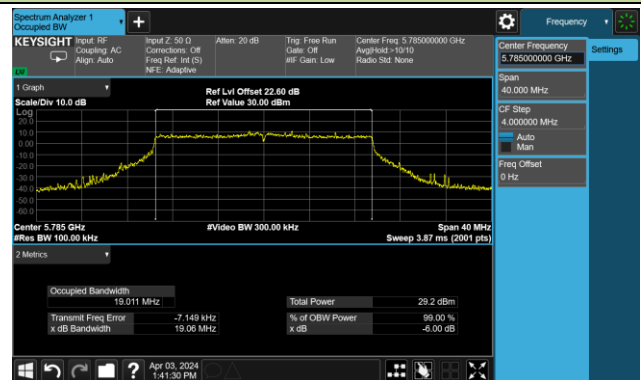 Spectrum Analyzer 1
Occupied BW
Frequency
KEYSIGHT
Input: RF
Coupling: AC
Align: Auto
Input Z: 50 Ω
Corrections: Off
Freq Ref: Int (S)
NFE: Adaptive
Atten: 20 dB
Trig: Free Run
Gate: Off
#IF Gain: Low
Center Freq: 5.785000000 GHz
Avg|Hold:>10/10
Radio Std: None
Center Frequency
5.785000000 GHz
Settings
Span
40.000 MHz
CF Step
4.000000 MHz
Auto
Man
Freq Offset
0 Hz
1 Graph
Scale/Div 10.0 dB
Ref Lvl Offset 22.60 dB
Ref Value 30.00 dBm
Log
20.0
10.0
0.00
-10.0
-20.0
-30.0
-40.0
-50.0
-60.0
Center 5.785 GHz
#Video BW 300.00 kHz
Span 40 MHz
#Res BW 100.00 kHz
Sweep 3.87 ms (2001 pts)
2 Metrics
Occupied Bandwidth
19.011 MHz
Total Power 29.2 dBm
Transmit Freq Error -7.149 kHz
% of OBW Power 99.00 %
x dB Bandwidth 19.06 MHz
x dB -6.00 dB
Apr 03, 2024
1:41:30 PM